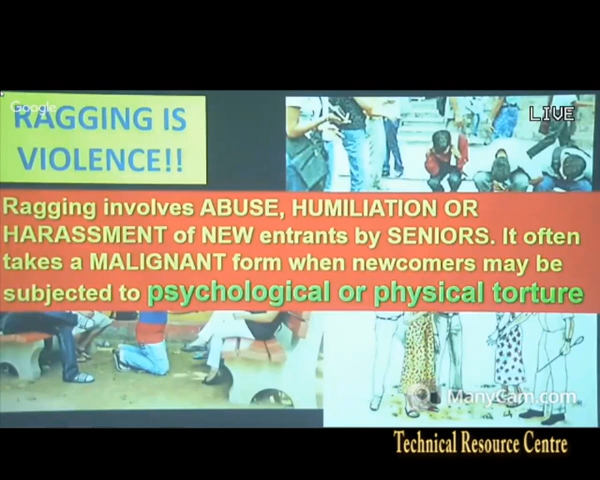 Google
LIVE
RAGGING IS
VIOLENCE!!
Ragging involves ABUSE, HUMILIATION OR
HARASSMENT of NEW entrants by SENIORS. It often
takes a MALIGNANT form when newcomers may be
subjected to psychological or physical torture
ManyCam.com
Technical Resource Centre